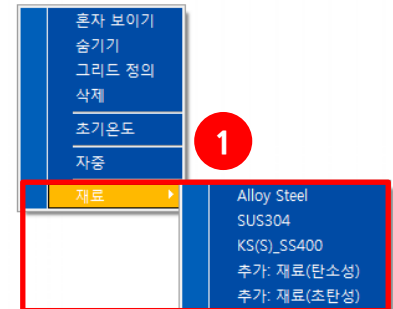 혼자 보이기
숨기기
그리드 정의
삭제
초기온도
1
자중
재료
Alloy Steel
SUS304
KS(S)_SS400
추가: 재료(탄소성)
추가: 재료(초탄성)